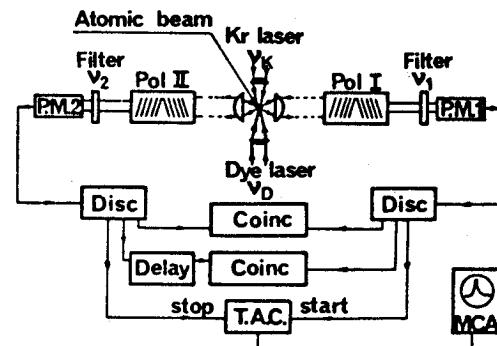 Atomic beam
Kr laser
νK
Filter
ν2
Pol II
Pol I
Filter
ν1
P.M.2
P.M.1
Dye laser
νD
Disc
Coinc
Disc
Delay
Coinc
stop
T.A.C.
start
MCA